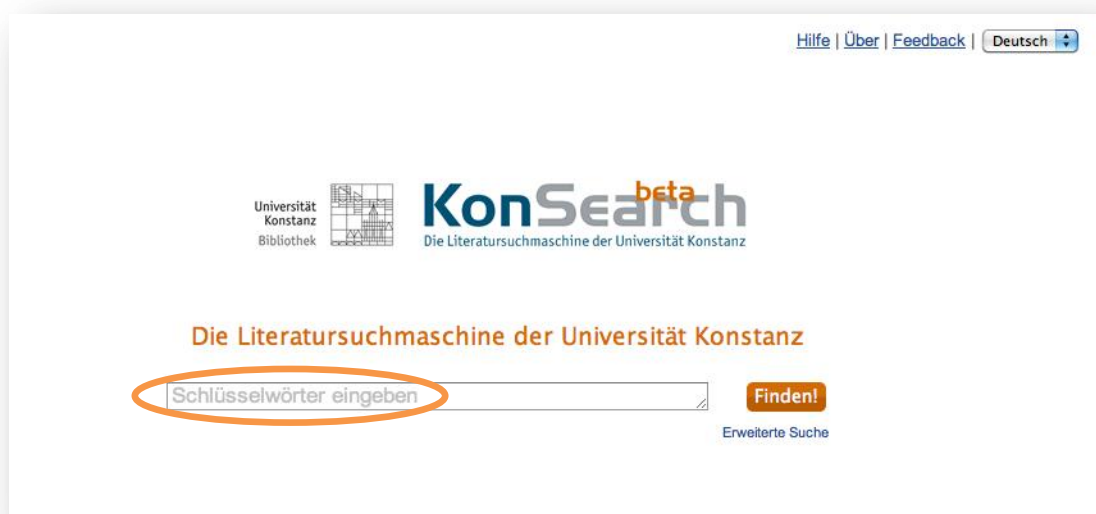 Hilfe | Über | Feedback | Deutsch
Universität
Konstanz
Bibliothek
KonSearch
beta
Die Literatursuchmaschine der Universität Konstanz
Die Literatursuchmaschine der Universität Konstanz
Schlüsselwörter eingeben
Finden!
Erweiterte Suche